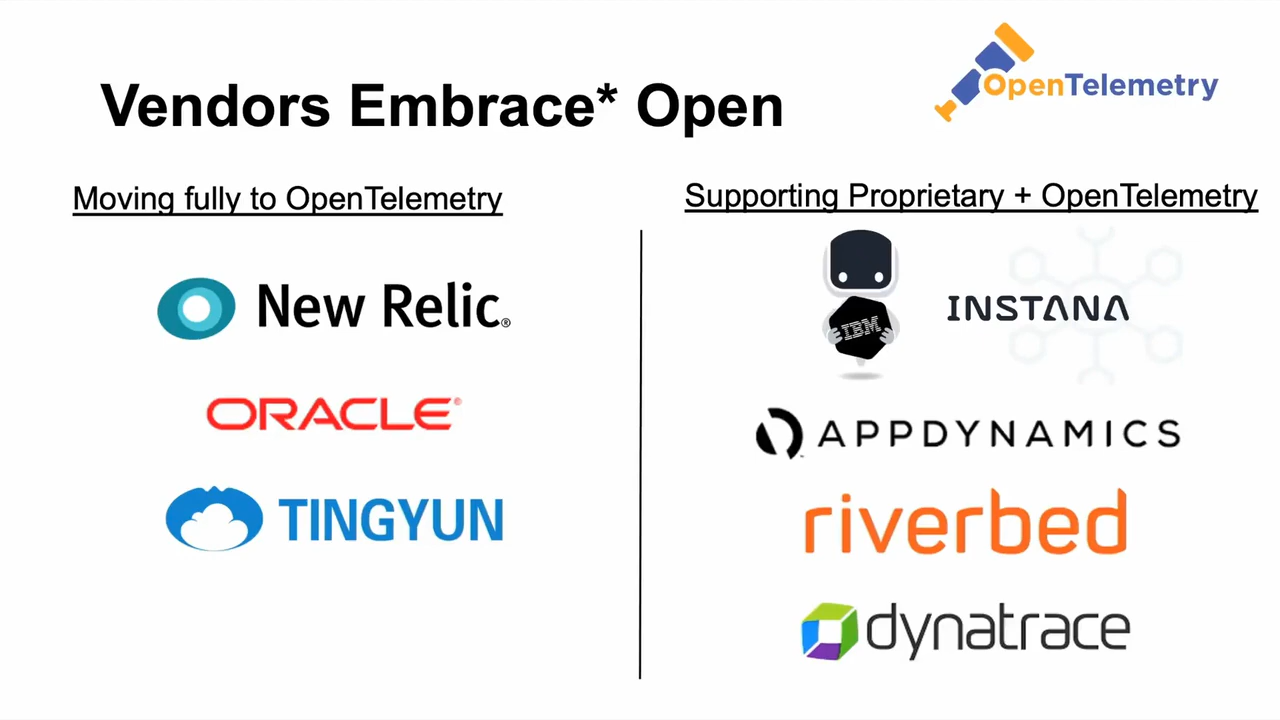 OpenTelemetry
Vendors Embrace* Open
Moving fully to OpenTelemetry
New Relic®
ORACLE®
TINGYUN
Supporting Proprietary + OpenTelemetry
IBM
INSTANA
APPDYNAMICS
riverbed
dynatrace